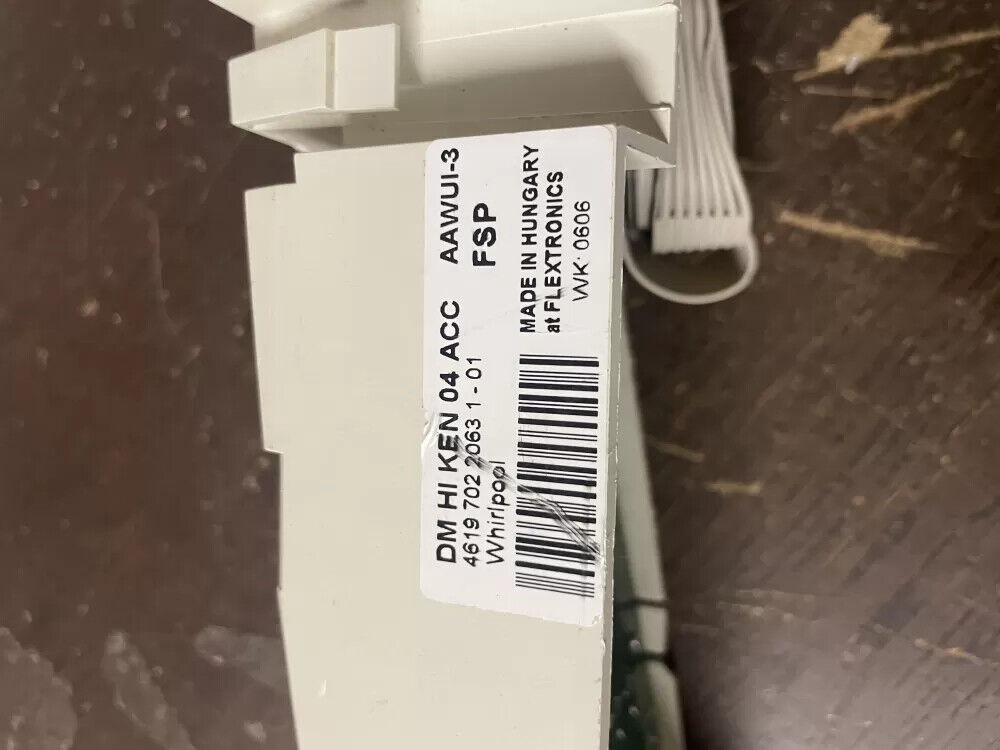 DM HI KEN 04 ACC AAWUI-3
4619 702 2063 1 - 01 FSP
Whirlpool
MADE IN HUNGARY
at FLEXTRONICS
WK: 0606